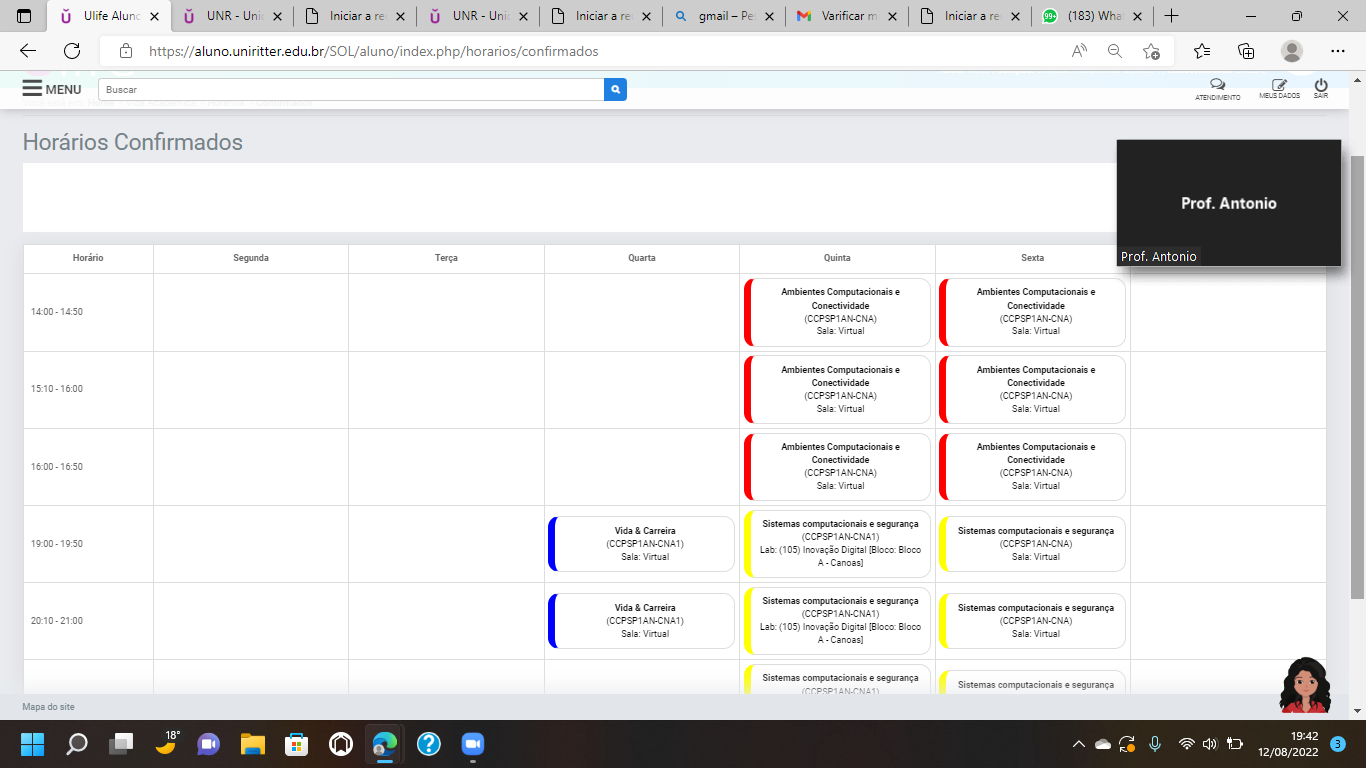 Ulife Aluno
UNR - Unic
Iniciar a re
UNR - Unic
Iniciar a re
gmail – Pes
Varificar m
Iniciar a re
99+
(183) What
https://aluno.uniritter.edu.br/SOL/aluno/index.php/horarios/confirmados
MENU
Buscar
ATENDIMENTO
MEUS DADOS
SAIR
Horários Confirmados
Prof. Antonio
Prof. Antonio
Horário Segunda Terça Quarta Quinta Sexta
14:00 - 14:50
Ambientes Computacionais e
Conectividade
(CCPSP1AN-CNA)
Sala: Virtual
Ambientes Computacionais e
Conectividade
(CCPSP1AN-CNA)
Sala: Virtual
15:10 - 16:00
Ambientes Computacionais e
Conectividade
(CCPSP1AN-CNA)
Sala: Virtual
Ambientes Computacionais e
Conectividade
(CCPSP1AN-CNA)
Sala: Virtual
16:00 - 16:50
Ambientes Computacionais e
Conectividade
(CCPSP1AN-CNA)
Sala: Virtual
Ambientes Computacionais e
Conectividade
(CCPSP1AN-CNA)
Sala: Virtual
19:00 - 19:50
Vida & Carreira
(CCPSP1AN-CNA1)
Sala: Virtual
Sistemas computacionais e segurança
(CCPSP1AN-CNA1)
Lab: (105) Inovação Digital [Bloco: Bloco
A - Canoas]
Sistemas computacionais e segurança
(CCPSP1AN-CNA)
Sala: Virtual
20:10 - 21:00
Vida & Carreira
(CCPSP1AN-CNA1)
Sala: Virtual
Sistemas computacionais e segurança
(CCPSP1AN-CNA1)
Lab: (105) Inovação Digital [Bloco: Bloco
A - Canoas]
Sistemas computacionais e segurança
(CCPSP1AN-CNA)
Sala: Virtual
Sistemas computacionais e segurança
(CCPSP1AN-CNA1)
Sistemas computacionais e segurança
Mapa do site
18°
19:42
12/08/2022
3